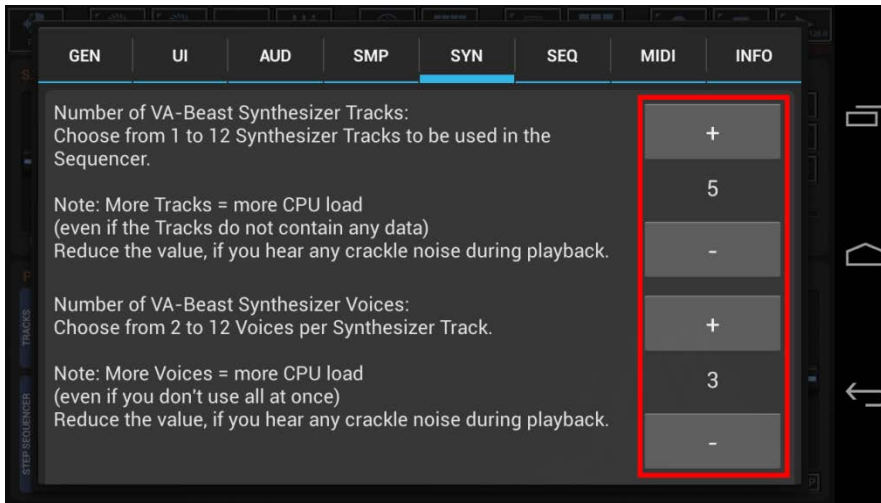 GEN UI AUD SMP SYN SEQ MIDI INFO
Number of VA-Beast Synthesizer Tracks:
Choose from 1 to 12 Synthesizer Tracks to be used in the
Sequencer.
Note: More Tracks = more CPU load
(even if the Tracks do not contain any data)
Reduce the value, if you hear any crackle noise during playback.
+
5
-
Number of VA-Beast Synthesizer Voices:
Choose from 2 to 12 Voices per Synthesizer Track.
Note: More Voices = more CPU load
(even if you don't use all at once)
Reduce the value, if you hear any crackle noise during playback.
+
3
-
TRACKS
STEP SEQUENCER